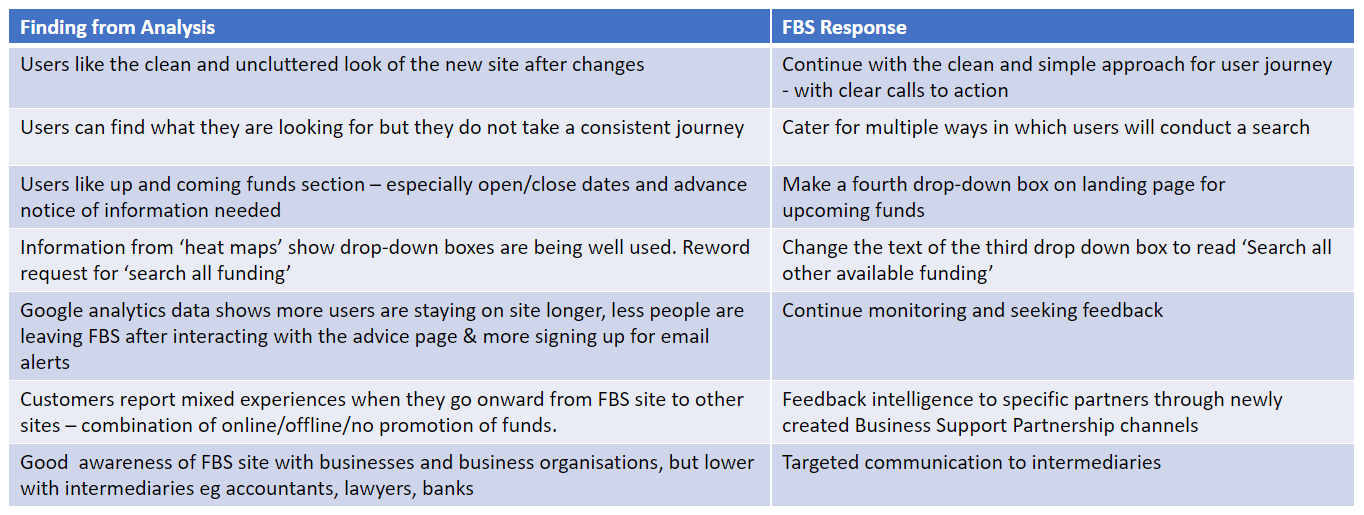 Finding from Analysis
FBS Response
Users like the clean and uncluttered look of the new site after changes
Continue with the clean and simple approach for user journey
- with clear calls to action
Users can find what they are looking for but they do not take a consistent journey
Cater for multiple ways in which users will conduct a search
Users like up and coming funds section – especially open/close dates and advance
notice of information needed
Make a fourth drop-down box on landing page for
upcoming funds
Information from ‘heat maps’ show drop-down boxes are being well used. Reword
request for ‘search all funding’
Change the text of the third drop down box to read ‘Search all
other available funding’
Google analytics data shows more users are staying on site longer, less people are
leaving FBS after interacting with the advice page & more signing up for email
alerts
Continue monitoring and seeking feedback
Customers report mixed experiences when they go onward from FBS site to other
sites – combination of online/offline/no promotion of funds.
Feedback intelligence to specific partners through newly
created Business Support Partnership channels
Good  awareness of FBS site with businesses and business organisations, but lower
with intermediaries eg accountants, lawyers, banks
Targeted communication to intermediaries